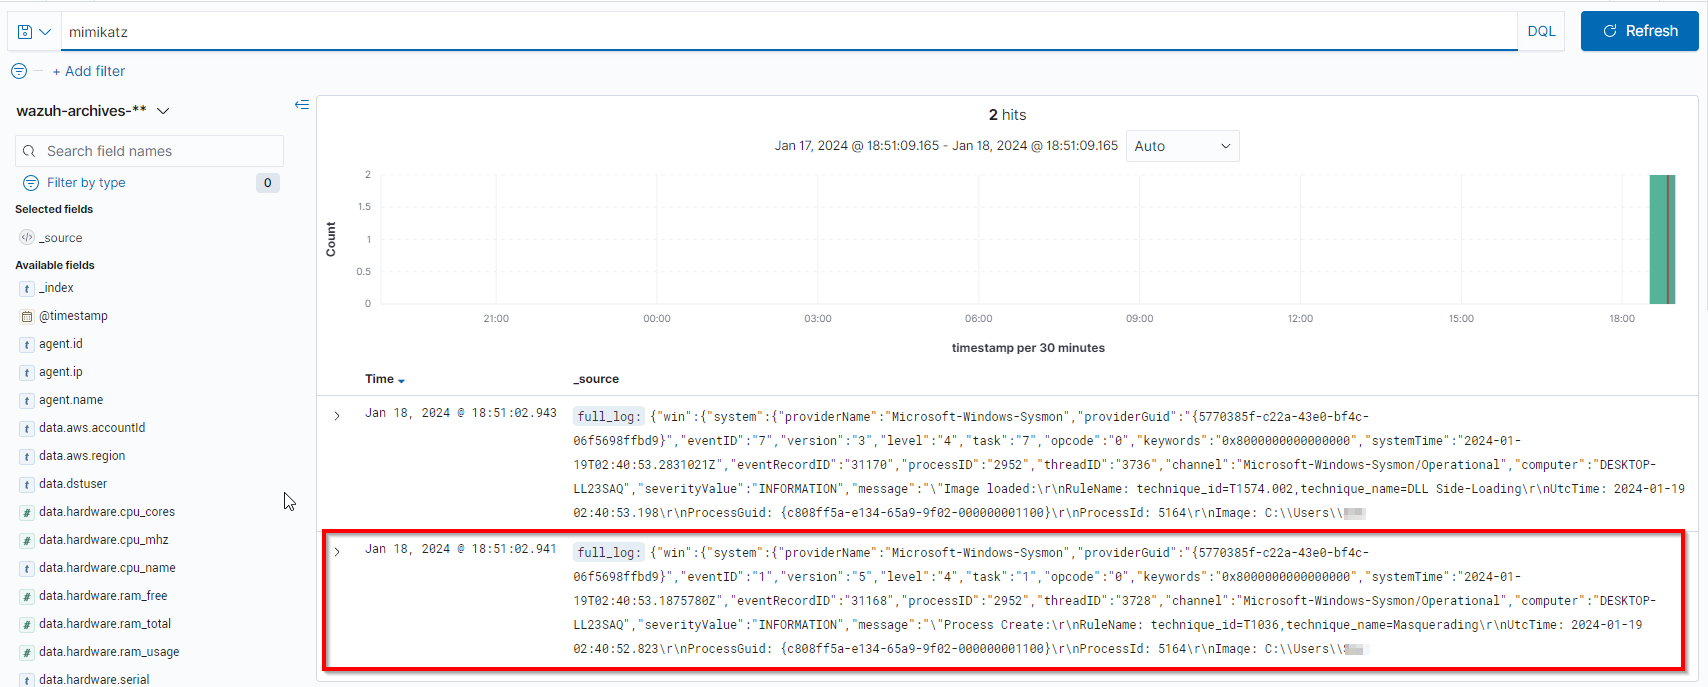 mimikatz
DQL
Refresh
+ Add filter
wazuh-archives-**
Search field names
Filter by type
0
Selected fields
_source
Available fields
t _index
@timestamp
t agent.id
t agent.ip
t agent.name
t data.aws.accountId
t data.aws.region
t data.dstuser
# data.hardware.cpu_cores
# data.hardware.cpu_mhz
t data.hardware.cpu_name
# data.hardware.ram_free
# data.hardware.ram_total
# data.hardware.ram_usage
t data.hardware.serial
2 hits
Jan 17, 2024 @ 18:51:09.165 - Jan 18, 2024 @ 18:51:09.165
Auto
Count
2
1.5
1
0.5
0
21:00 00:00 03:00 06:00 09:00 12:00 15:00 18:00
timestamp per 30 minutes
Time _source
Jan 18, 2024 @ 18:51:02.943 full_log: {"win":{"system":{"providerName":"Microsoft-Windows-Sysmon","providerGuid":"{5770385f-c22a-43e0-bf4c-
06f5698ffbd9}","eventID":"7","version":"3","level":"4","task":"7","opcode":"0","keywords":"0x8000000000000000","systemTime":"2024-01-
19T02:40:53.2831021Z","eventRecordID":"31170","processID":"2952","threadID":"3736","channel":"Microsoft-Windows-Sysmon/Operational","computer":"DESKTOP-
LL23SAQ","severityValue":"INFORMATION","message":"\"Image loaded:\r\nRuleName: technique_id=T1574.002,technique_name=DLL Side-Loading\r\nUtcTime: 2024-01-19
02:40:53.198\r\nProcessGuid: {c808ff5a-e134-65a9-9f02-000000001100}\r\nProcessId: 5164\r\nImage: C:\\Users\\
Jan 18, 2024 @ 18:51:02.941 full_log: {"win":{"system":{"providerName":"Microsoft-Windows-Sysmon","providerGuid":"{5770385f-c22a-43e0-bf4c-
06f5698ffbd9}","eventID":"1","version":"5","level":"4","task":"1","opcode":"0","keywords":"0x8000000000000000","systemTime":"2024-01-
19T02:40:53.1875780Z","eventRecordID":"31168","processID":"2952","threadID":"3728","channel":"Microsoft-Windows-Sysmon/Operational","computer":"DESKTOP-
LL23SAQ","severityValue":"INFORMATION","message":"\"Process Create:\r\nRuleName: technique_id=T1036,technique_name=Masquerading\r\nUtcTime: 2024-01-19
02:40:52.823\r\nProcessGuid: {c808ff5a-e134-65a9-9f02-000000001100}\r\nProcessId: 5164\r\nImage: C:\\Users\\